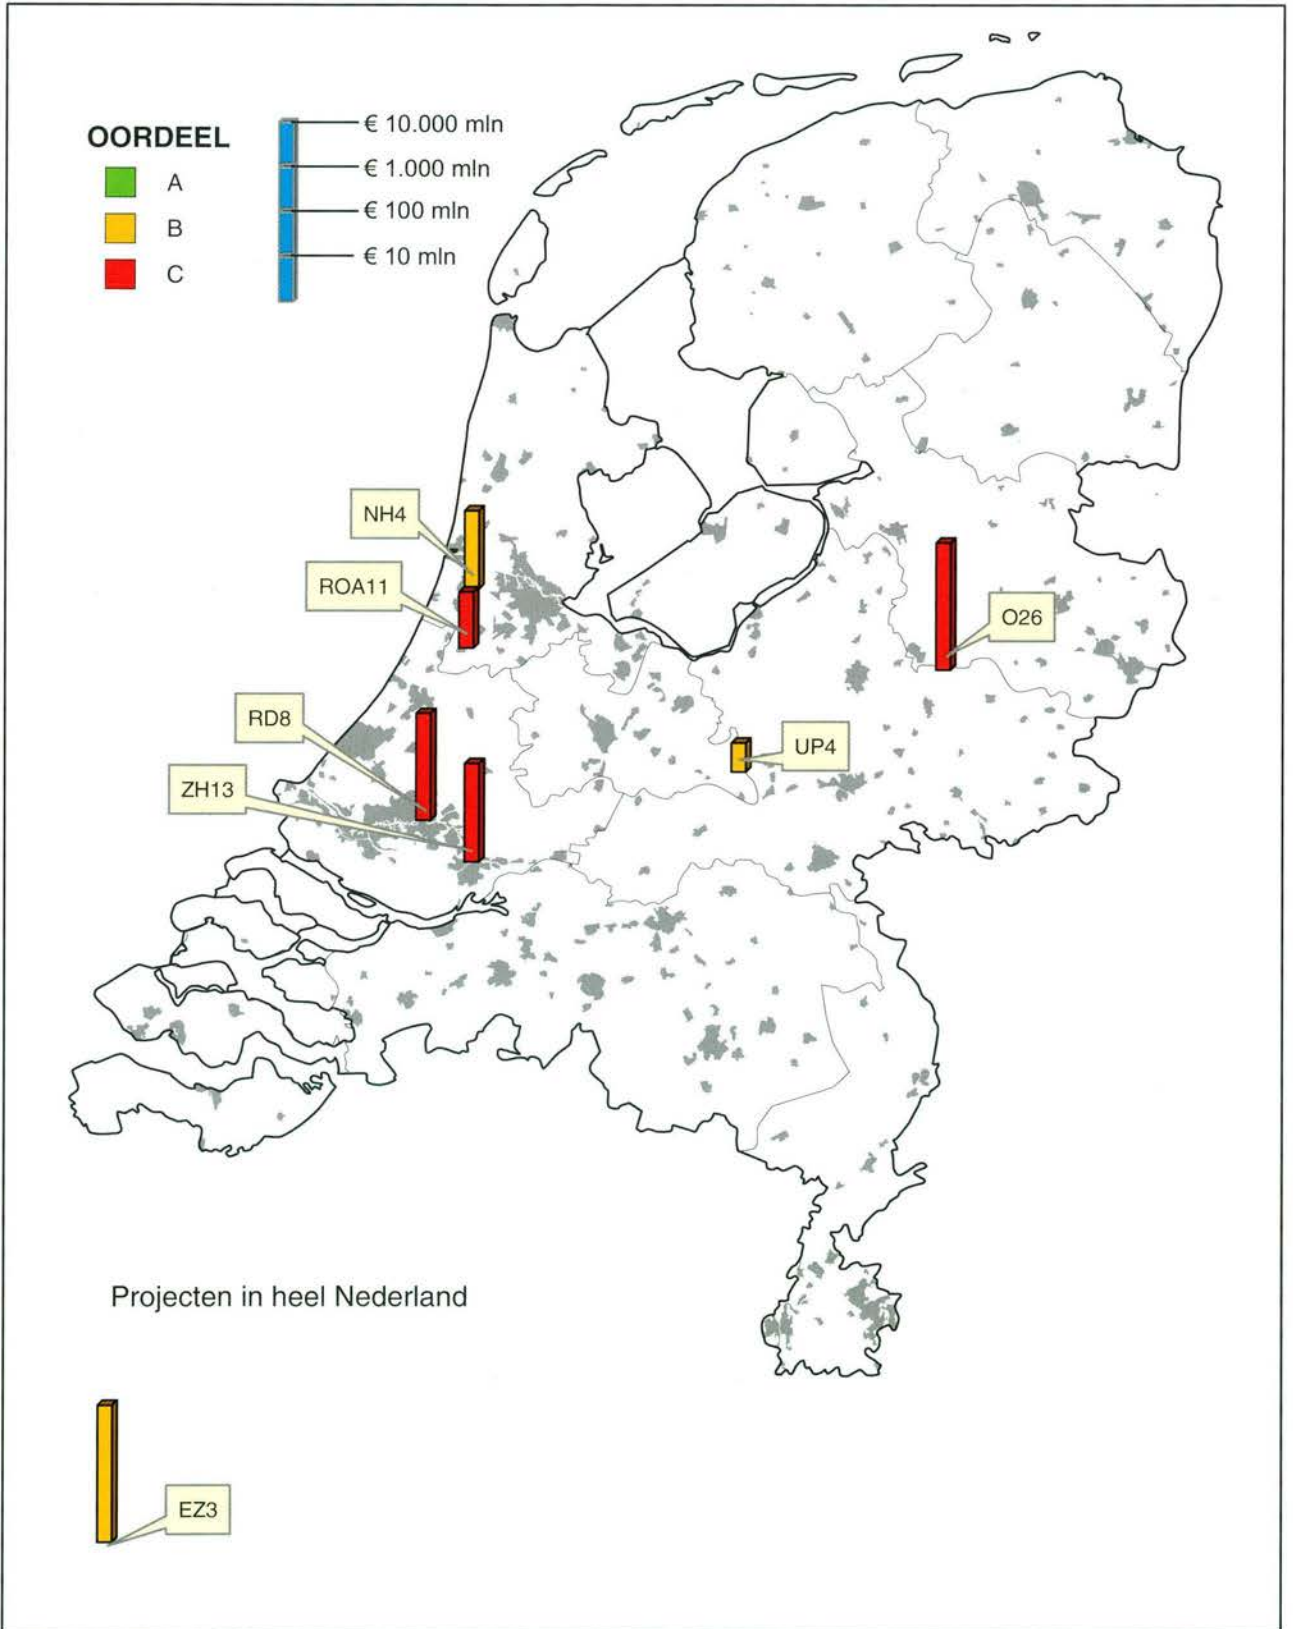 OORDEEL
A
B
C
€ 10.000 mln
€ 1.000 mln
€ 100 mln
€ 10 mln
NH4
ROA11
O26
RD8
UP4
ZH13
Projecten in heel Nederland
EZ3